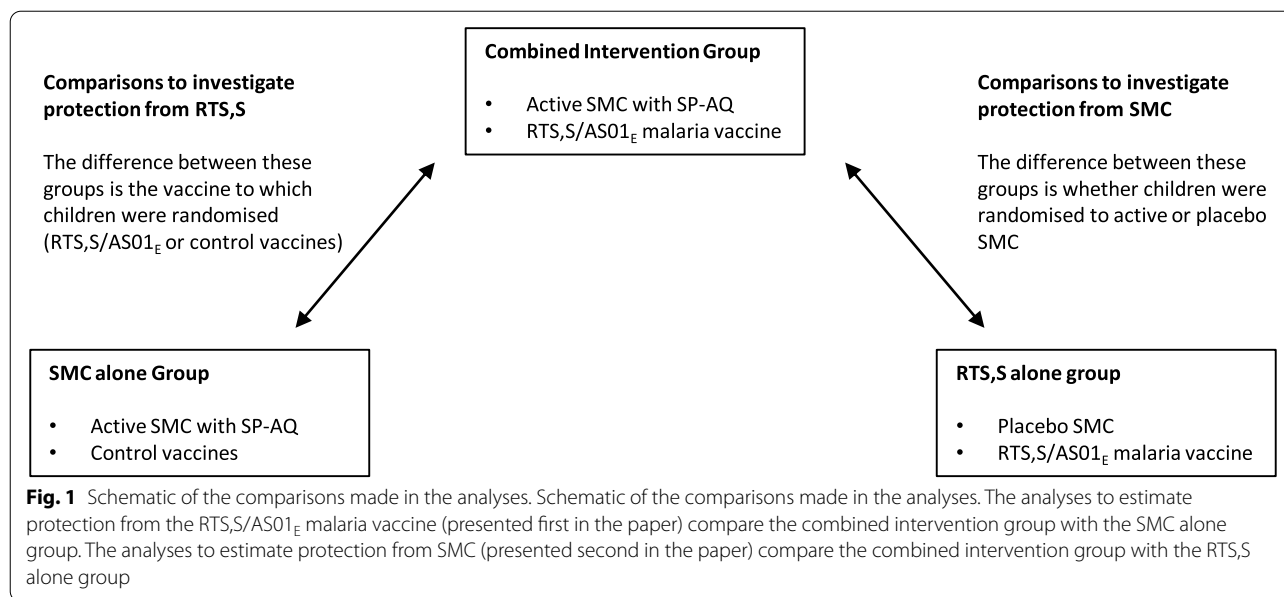 Combined Intervention Group
• Active SMC with SP-AQ
• RTS,S/AS01E malaria vaccine
Comparisons to investigate
protection from RTS,S
The difference between these
groups is the vaccine to which
children were randomised
(RTS,S/AS01E or control vaccines)
Comparisons to investigate
protection from SMC
The difference between these
groups is whether children were
randomised to active or placebo
SMC
SMC alone Group
• Active SMC with SP-AQ
• Control vaccines
RTS,S alone group
• Placebo SMC
• RTS,S/AS01E malaria vaccine
Fig. 1 Schematic of the comparisons made in the analyses. Schematic of the comparisons made in the analyses. The analyses to estimate
protection from the RTS,S/AS01E malaria vaccine (presented first in the paper) compare the combined intervention group with the SMC alone
group. The analyses to estimate protection from SMC (presented second in the paper) compare the combined intervention group with the RTS,S
alone group